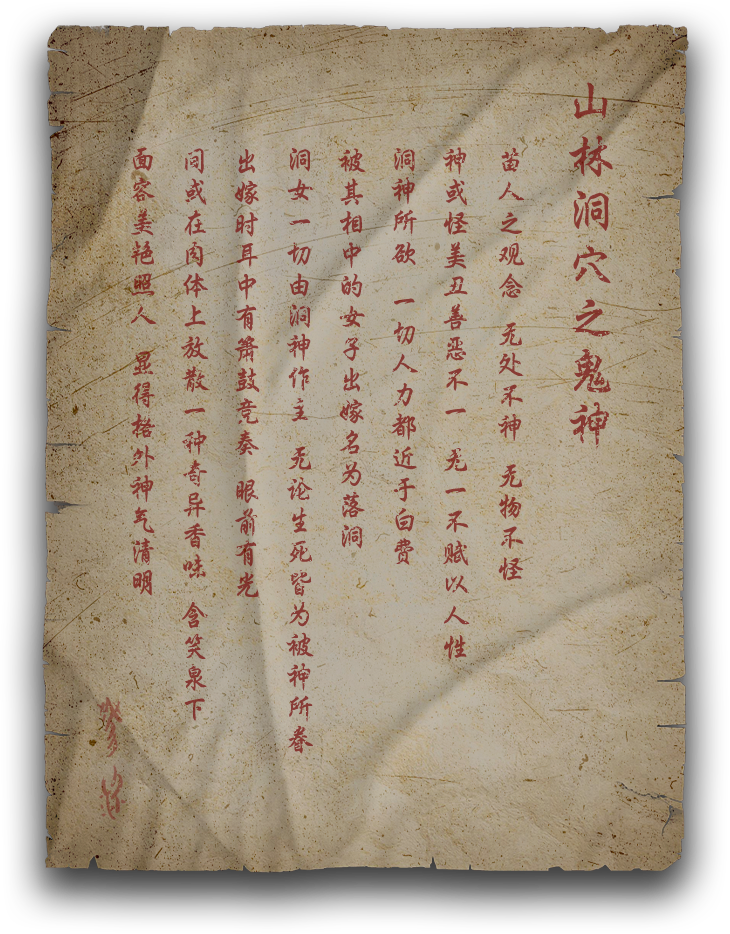 山林洞穴之鬼神
苗人之观念 无处不神 无物不怪
神或怪美丑善恶不一 无一不赋以人性
洞神所欲 一切人力都近于白费
被其相中的女子出嫁名为落洞
洞女一切由洞神作主 无论生死皆为被神所眷
出嫁时耳中有箫鼓竞奏 眼前有光
同或在肉体上放散一种奇异香味 含笑泉下
面容美艳照人 显得格外神气清明